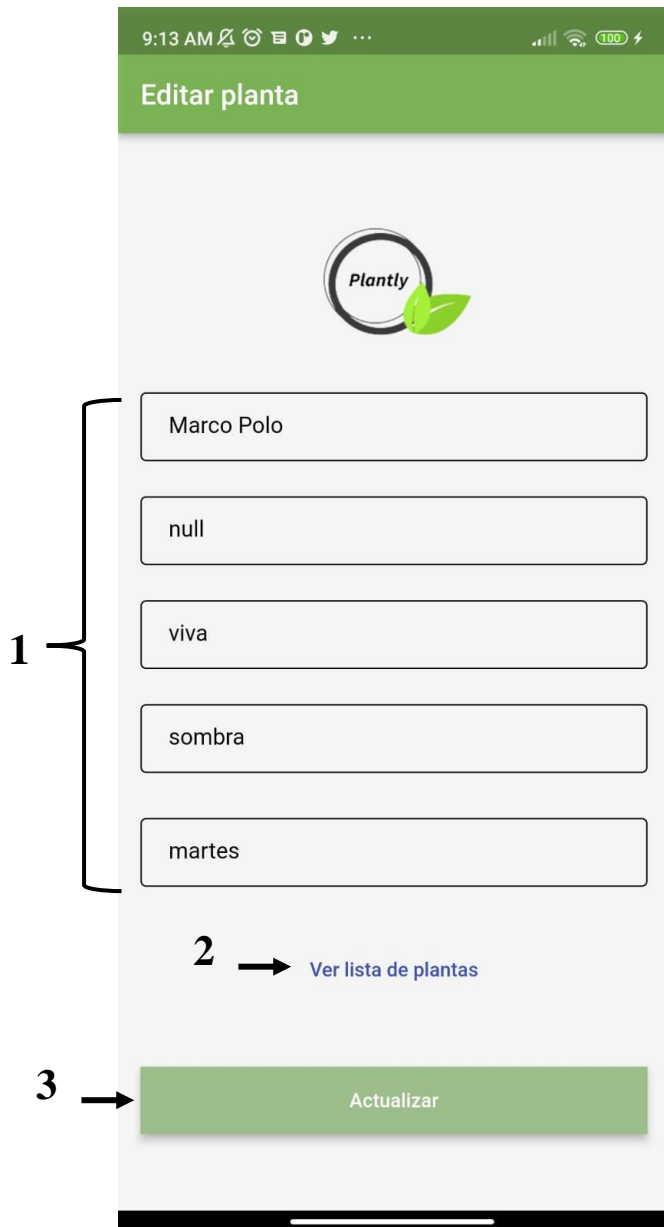 9:13 AM
100
Editar planta
Plantly
Marco Polo
null
1
viva
sombra
martes
2
Ver lista de plantas
3
Actualizar